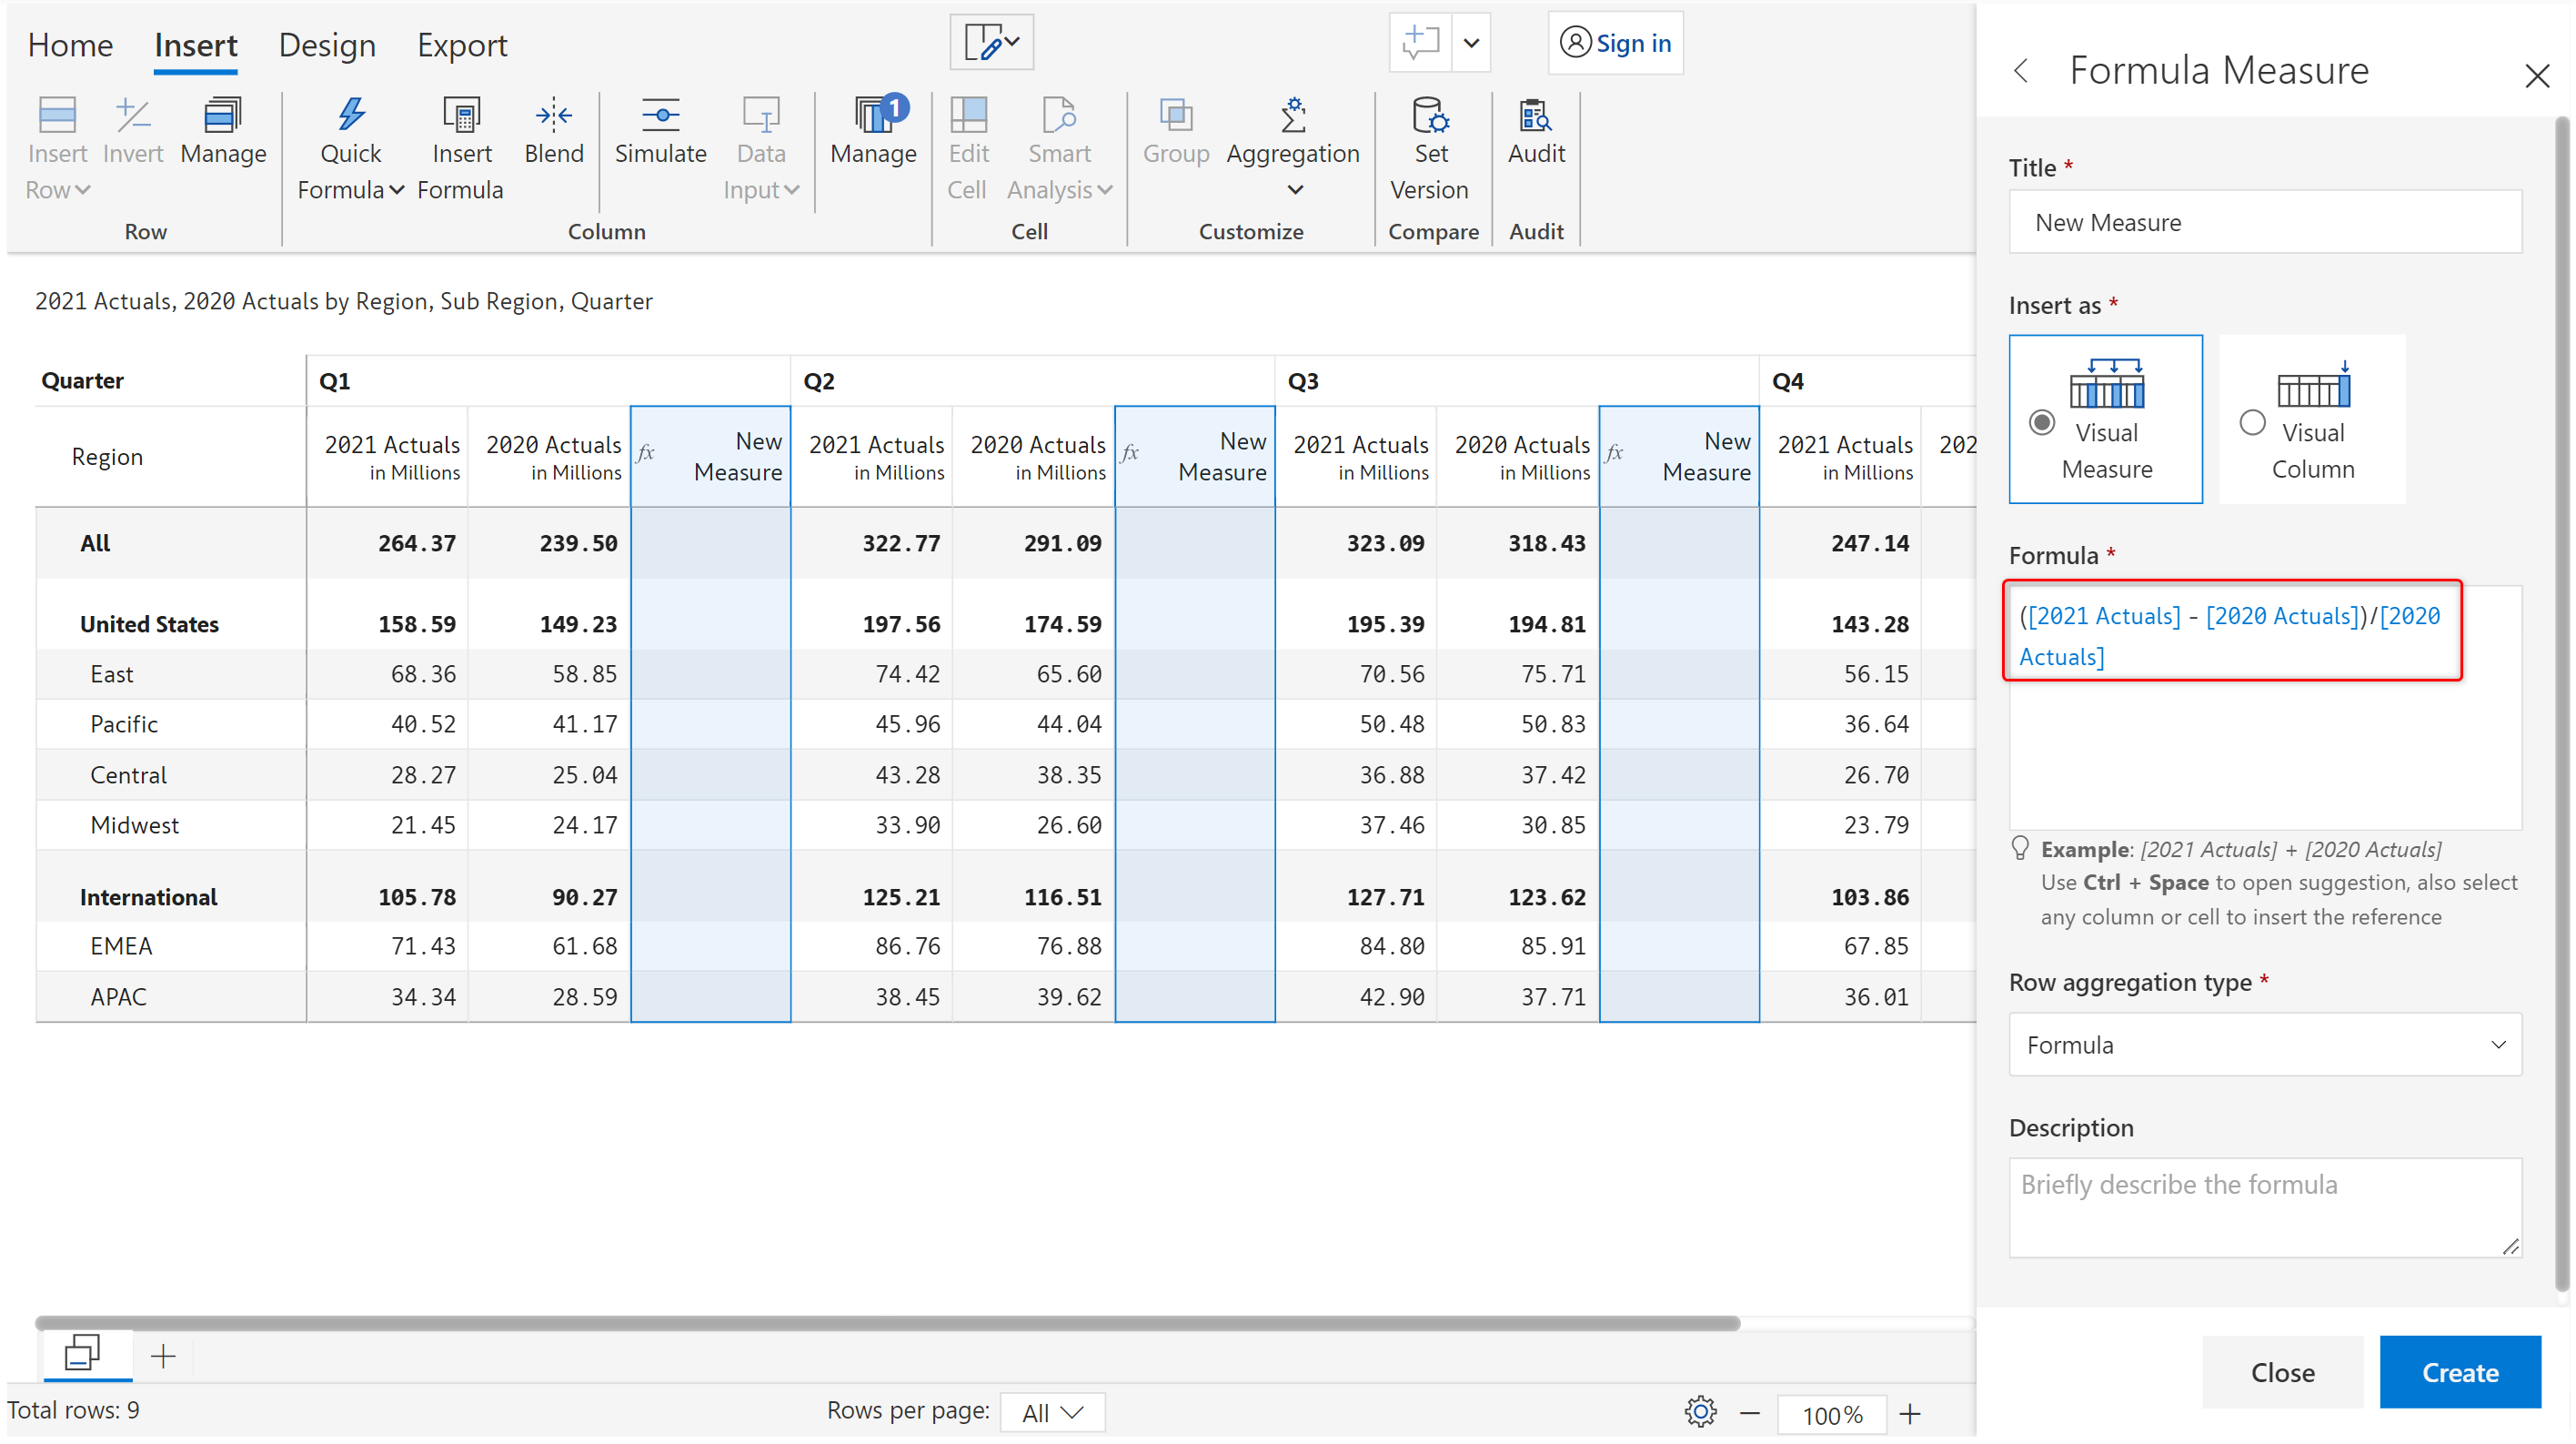 Home Insert Design Export
Sign in
Insert Row Invert Manage
Quick Formula Insert Formula Blend Simulate Data Input Manage 1
Edit Cell Smart Analysis Group Aggregation Set Version Audit
Row Column Cell Customize Compare Audit
2021 Actuals, 2020 Actuals by Region, Sub Region, Quarter
Quarter Q1 Q2 Q3 Q4
Region 2021 Actuals in Millions 2020 Actuals in Millions fx New Measure 2021 Actuals in Millions 2020 Actuals in Millions fx New Measure 2021 Actuals in Millions 2020 Actuals in Millions fx New Measure 2021 Actuals in Millions 202
All 264.37 239.50 322.77 291.09 323.09 318.43 247.14
United States 158.59 149.23 197.56 174.59 195.39 194.81 143.28
East 68.36 58.85 74.42 65.60 70.56 75.71 56.15
Pacific 40.52 41.17 45.96 44.04 50.48 50.83 36.64
Central 28.27 25.04 43.28 38.35 36.88 37.42 26.70
Midwest 21.45 24.17 33.90 26.60 37.46 30.85 23.79
International 105.78 90.27 125.21 116.51 127.71 123.62 103.86
EMEA 71.43 61.68 86.76 76.88 84.80 85.91 67.85
APAC 34.34 28.59 38.45 39.62 42.90 37.71 36.01
Total rows: 9 Rows per page: All 100%
Formula Measure
Title *
New Measure
Insert as *
Visual Measure
Visual Column
Formula *
([2021 Actuals] - [2020 Actuals])/[2020
Actuals]
Example: [2021 Actuals] + [2020 Actuals]
Use Ctrl + Space to open suggestion, also select
any column or cell to insert the reference
Row aggregation type *
Formula
Description
Briefly describe the formula
Close Create